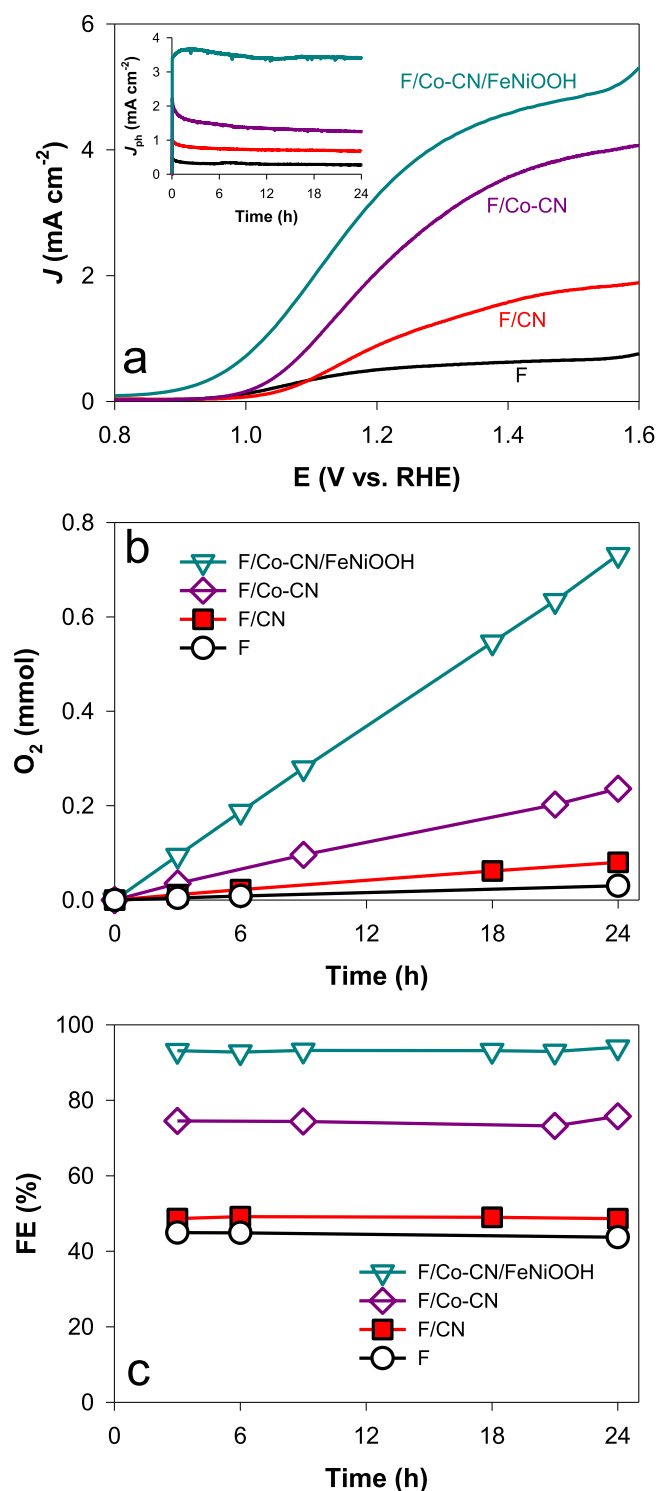 6
4
2
0
J (mA cm⁻²)
4
3
2
1
0
J_ph (mA cm⁻²)
0 6 12 18 24
Time (h)
F/Co-CN/FeNiOOH
F/Co-CN
F/CN
F
a
0.8 1.0 1.2 1.4 1.6
E (V vs. RHE)
b
0.8
0.6
0.4
0.2
0.0
O₂ (mmol)
F/Co-CN/FeNiOOH
F/Co-CN
F/CN
F
0 6 12 18 24
Time (h)
100
80
60
40
20
0
FE (%)
F/Co-CN/FeNiOOH
F/Co-CN
F/CN
F
c
0 6 12 18 24
Time (h)